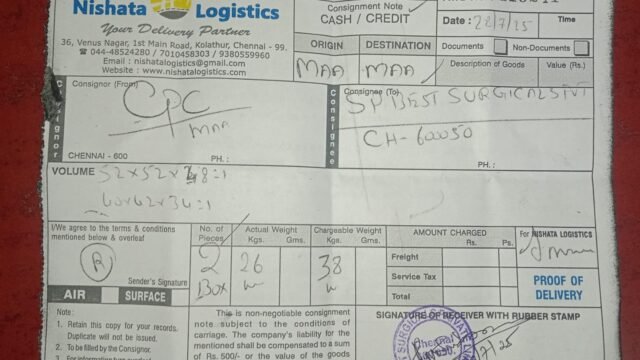 Nishata Logistics
Your Delivery Partner
36, Venus Nagar, 1st Main Road, Kolathur, Chennai - 99.
☎ 044-48524280 / 7010458303 / 9380559960
Email : nishatalogistics@gmail.com
Website : www.nishatalogistics.com
Consignment Note
CASH / CREDIT
ORIGIN DESTINATION
MAA MAA
Date : 28/7/25 Time
Documents Non-Documents
Description of Goods Value (Rs.)
Consignor
Consignor (From)
CPC
MAA
CHENNAI - 600 PH. :
Consignee
Consignee (To)
SP BEST SURGICALS PVT
CH-600050
PH. :
VOLUME
52x52x48=1
60x62x34=1
I/We agree to the terms & conditions
mentioned below & overleaf
R
Sender's Signature
AIR SURFACE
No. of Pieces
2
Box
Actual Weight
Kgs. Gms.
26
Chargeable Weight
Kgs. Gms.
38
AMOUNT CHARGED
Rs. Ps.
Freight
Service Tax
Total
For NISHATA LOGISTICS
PROOF OF
DELIVERY
Note :
1. Retain this copy for your records.
Duplicate will not be issued.
2. To be filled by the Consignor.
This is non-negotiable consignment
note subject to the conditions of
carriage. The company's liability for
the mentioned shall be compensated to a sum
of Rs. 500/- or the value of the goods
SIGNATURE OF RECEIVER WITH RUBBER STAMP
Chennai